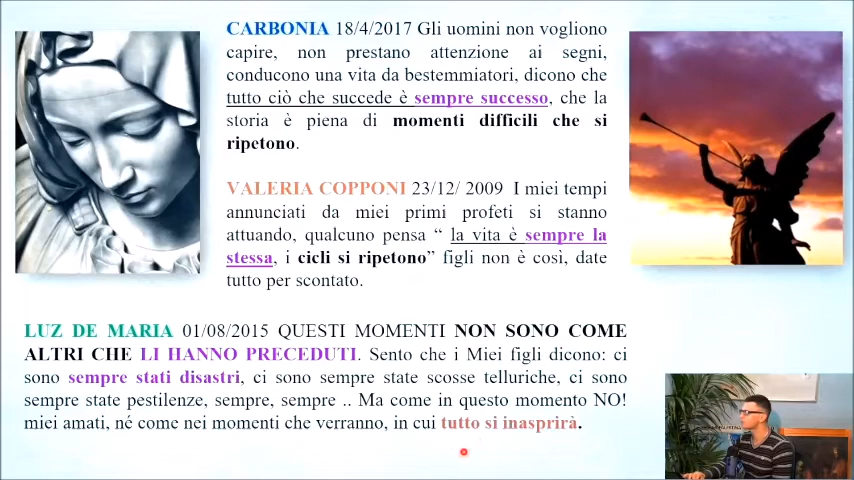 CARBONIA 18/4/2017 Gli uomini non vogliono
capire, non prestano attenzione ai segni,
conducono una vita da bestemmiatori, dicono che
tutto ciò che succede è sempre successo, che la
storia è piena di momenti difficili che si
ripetono.
VALERIA COPPONI 23/12/ 2009 I miei tempi
annunciati da miei primi profeti si stanno
attuando, qualcuno pensa “ la vita è sempre la
stessa, i cicli si ripetono” figli non è così, date
tutto per scontato.
LUZ DE MARIA 01/08/2015 QUESTI MOMENTI NON SONO COME
ALTRI CHE LI HANNO PRECEDUTI. Sento che i Miei figli dicono: ci
sono sempre stati disastri, ci sono sempre state scosse telluriche, ci sono
sempre state pestilenze, sempre, sempre .. Ma come in questo momento NO!
miei amati, né come nei momenti che verranno, in cui tutto si inasprirà.